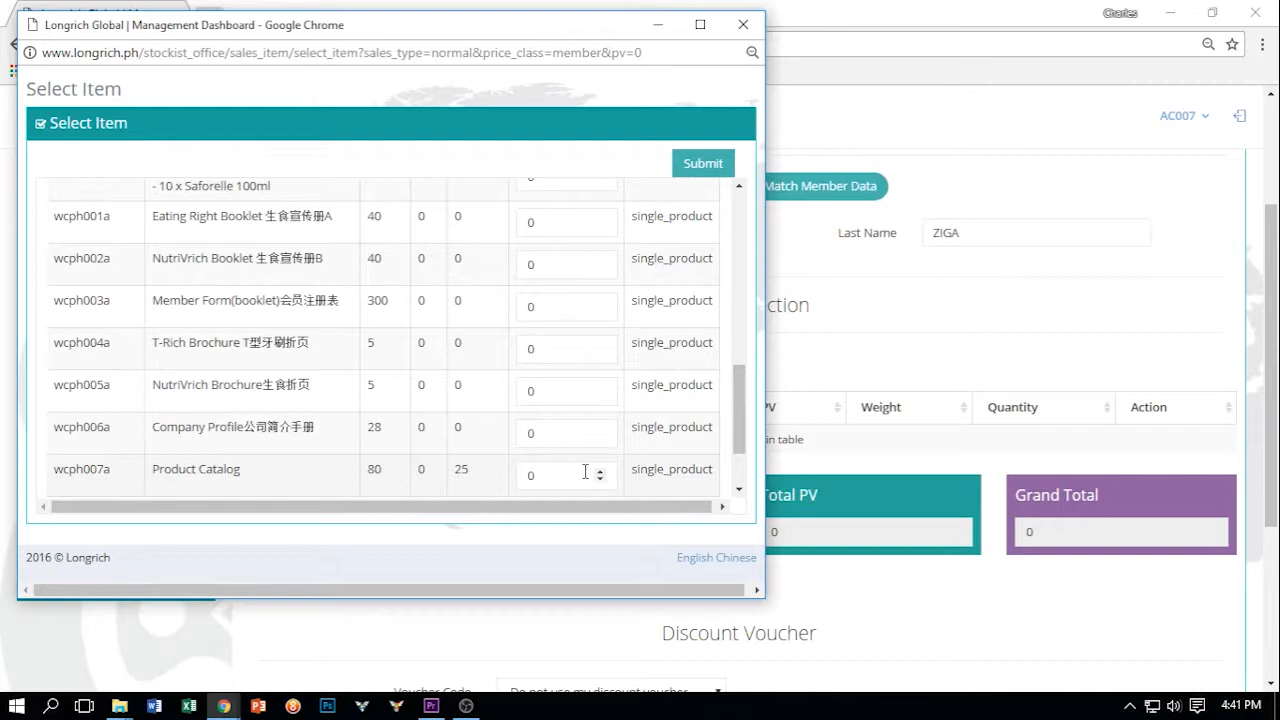 Longrich Global | Management Dashboard - Google Chrome
Charles
www.longrich.ph/stockist_office/sales_item/select_item?sales_type=normal&price_class=member&pv=0
Select Item
Select Item
AC007
Submit
Match Member Data
- 10 x Saforelle 100ml
wcph001a Eating Right Booklet 生食宣传册A 40 0 0 0 single_product
Last Name ZIGA
wcph002a NutriVrich Booklet 生食宣传册B 40 0 0 0 single_product
wcph003a Member Form(booklet)会员注册表 300 0 0 0 single_product
ction
wcph004a T-Rich Brochure T型牙刷折页 5 0 0 0 single_product
wcph005a NutriVrich Brochure生食折页 5 0 0 0 single_product
PV Weight Quantity Action
wcph006a Company Profile公司简介手册 28 0 0 0 single_product
in table
wcph007a Product Catalog 80 0 25 0 single_product
Total PV Grand Total
0 0
2016 © Longrich
English Chinese
Discount Voucher
Voucher Code Do not use my discount voucher
4:41 PM